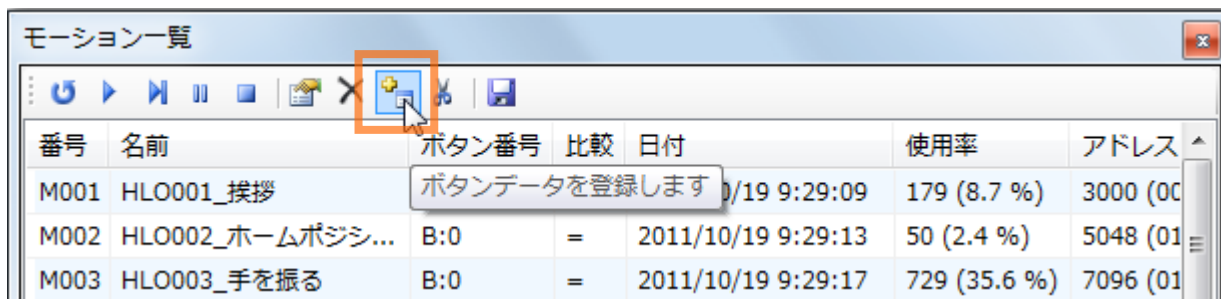 モーション一覧
番号 名前 ボタン番号 比較 日付 使用率 アドレス
ボタンデータを登録します
M001 HLO001_挨拶 0/19 9:29:09 179 (8.7 %) 3000 (00
M002 HLO002_ホームポジシ... B:0 = 2011/10/19 9:29:13 50 (2.4 %) 5048 (01
M003 HLO003_手を振る B:0 = 2011/10/19 9:29:17 729 (35.6 %) 7096 (01